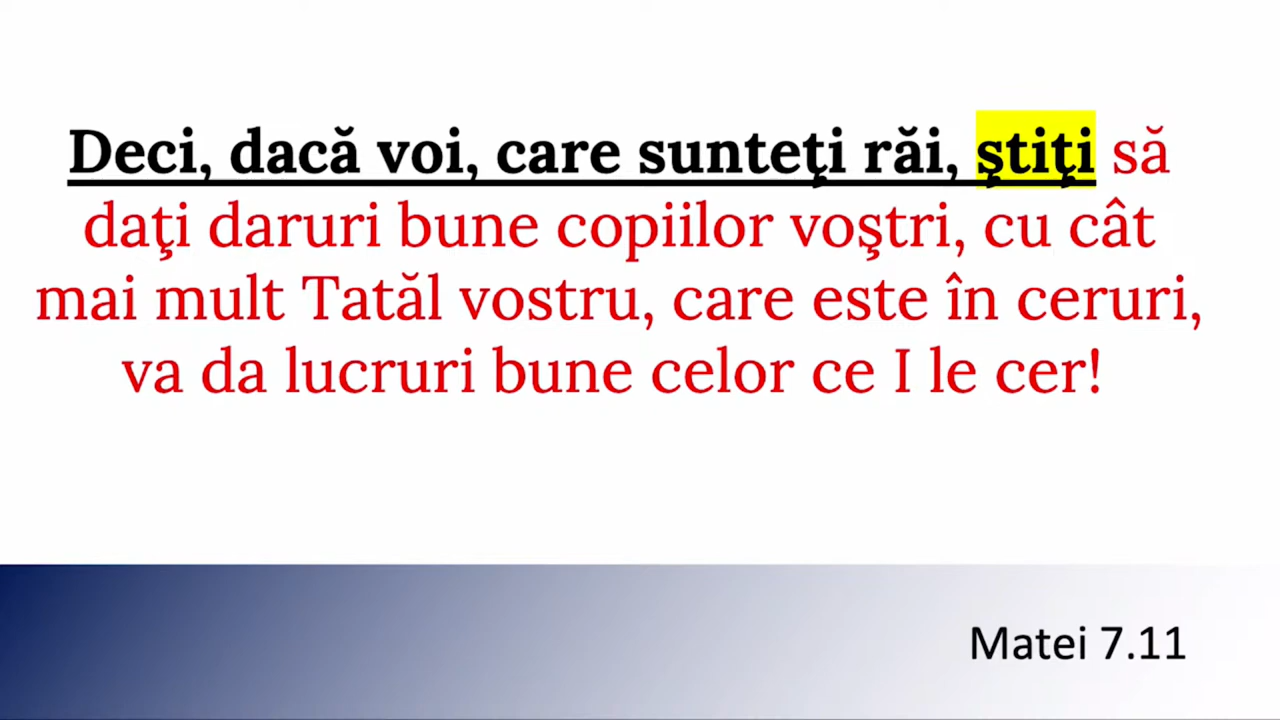 Deci, dacă voi, care sunteţi răi, ştiţi să
daţi daruri bune copiilor voştri, cu cât
mai mult Tatăl vostru, care este în ceruri,
va da lucruri bune celor ce I le cer!
Matei 7.11